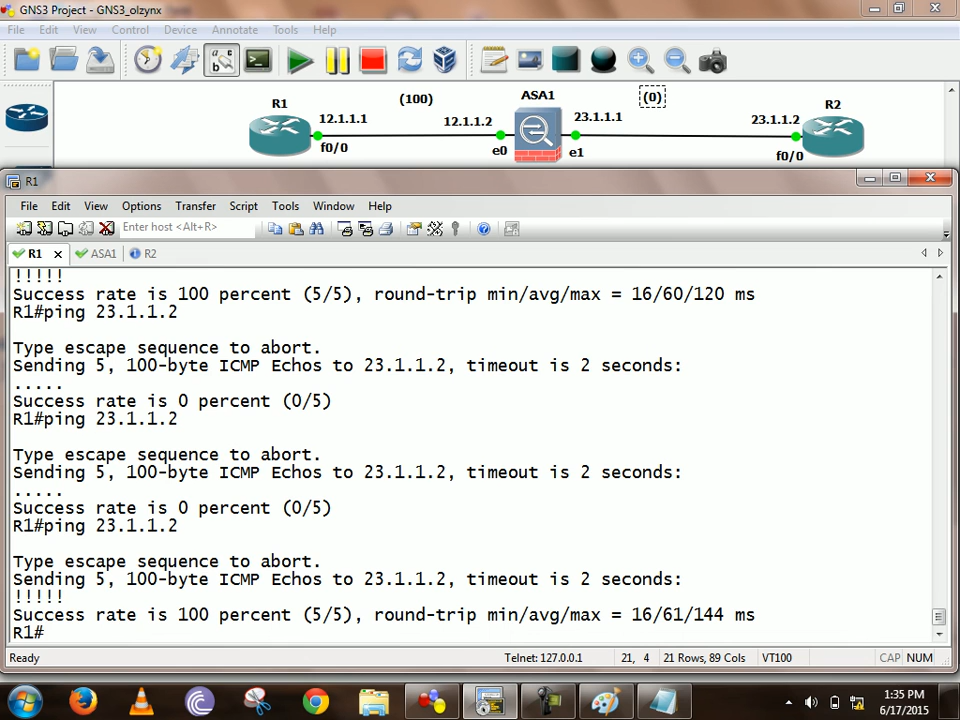 GNS3 Project - GNS3_olzynx
File Edit View Control Device Annotate Tools Help
R1 (100) ASA1 (0) R2
12.1.1.1 12.1.1.2 23.1.1.1 23.1.1.2
f0/0 e0 e1 f0/0
R1
File Edit View Options Transfer Script Tools Window Help
Enter host <Alt+R>
R1 ASA1 R2
!!!!!
Success rate is 100 percent (5/5), round-trip min/avg/max = 16/60/120 ms
R1#ping 23.1.1.2
Type escape sequence to abort.
Sending 5, 100-byte ICMP Echos to 23.1.1.2, timeout is 2 seconds:
.....
Success rate is 0 percent (0/5)
R1#ping 23.1.1.2
Type escape sequence to abort.
Sending 5, 100-byte ICMP Echos to 23.1.1.2, timeout is 2 seconds:
.....
Success rate is 0 percent (0/5)
R1#ping 23.1.1.2
Type escape sequence to abort.
Sending 5, 100-byte ICMP Echos to 23.1.1.2, timeout is 2 seconds:
!!!!!
Success rate is 100 percent (5/5), round-trip min/avg/max = 16/61/144 ms
R1#
Ready Telnet: 127.0.0.1 21, 4 21 Rows, 89 Cols VT100 CAP NUM
1:35 PM
6/17/2015